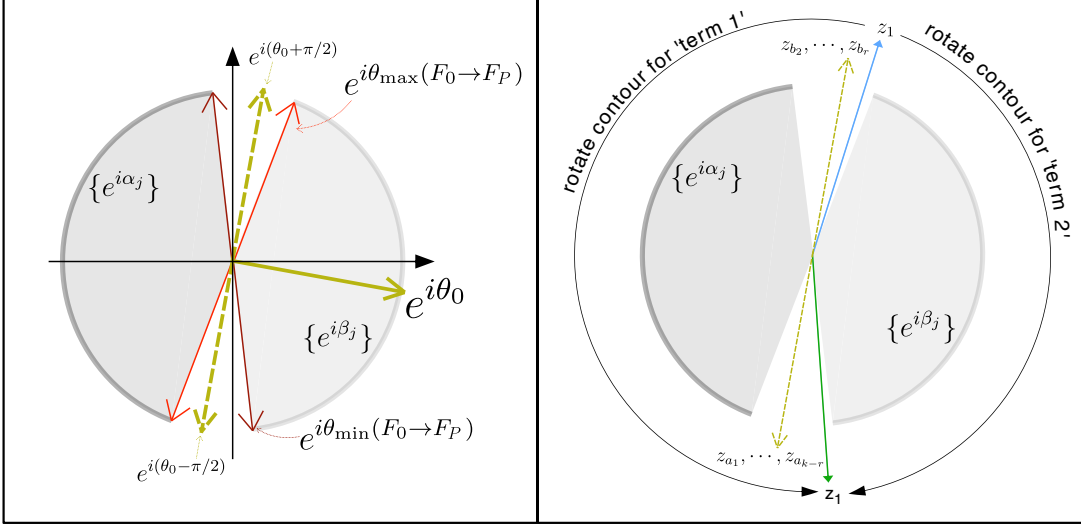 e^{i(θ_0+π/2)}
e^{iθ_max(F_0→F_P)}
{e^{iα_j}}
e^{iθ_0}
{e^{iβ_j}}
e^{iθ_min(F_0→F_P)}
e^{i(θ_0−π/2)}
rotate contour for 'term 1'
z_{b_2}, ⋯, z_{b_r}
z_1
rotate contour for 'term 2'
{e^{iα_j}}
{e^{iβ_j}}
z_{a_1}, ⋯, z_{a_{k−r}}
z_1